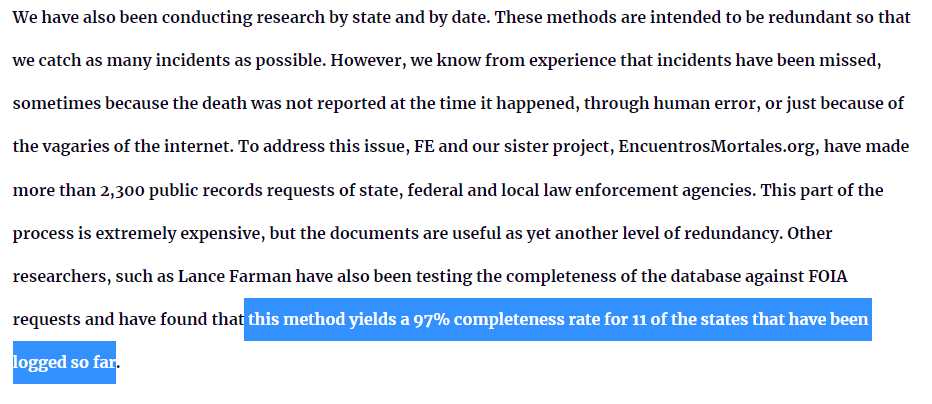 We have also been conducting research by state and by date. These methods are intended to be redundant so that
we catch as many incidents as possible. However, we know from experience that incidents have been missed,
sometimes because the death was not reported at the time it happened, through human error, or just because of
the vagaries of the internet. To address this issue, FE and our sister project, EncuentrosMortales.org, have made
more than 2,300 public records requests of state, federal and local law enforcement agencies. This part of the
process is extremely expensive, but the documents are useful as yet another level of redundancy. Other
researchers, such as Lance Farman have also been testing the completeness of the database against FOIA
requests and have found that this method yields a 97% completeness rate for 11 of the states that have been
logged so far.